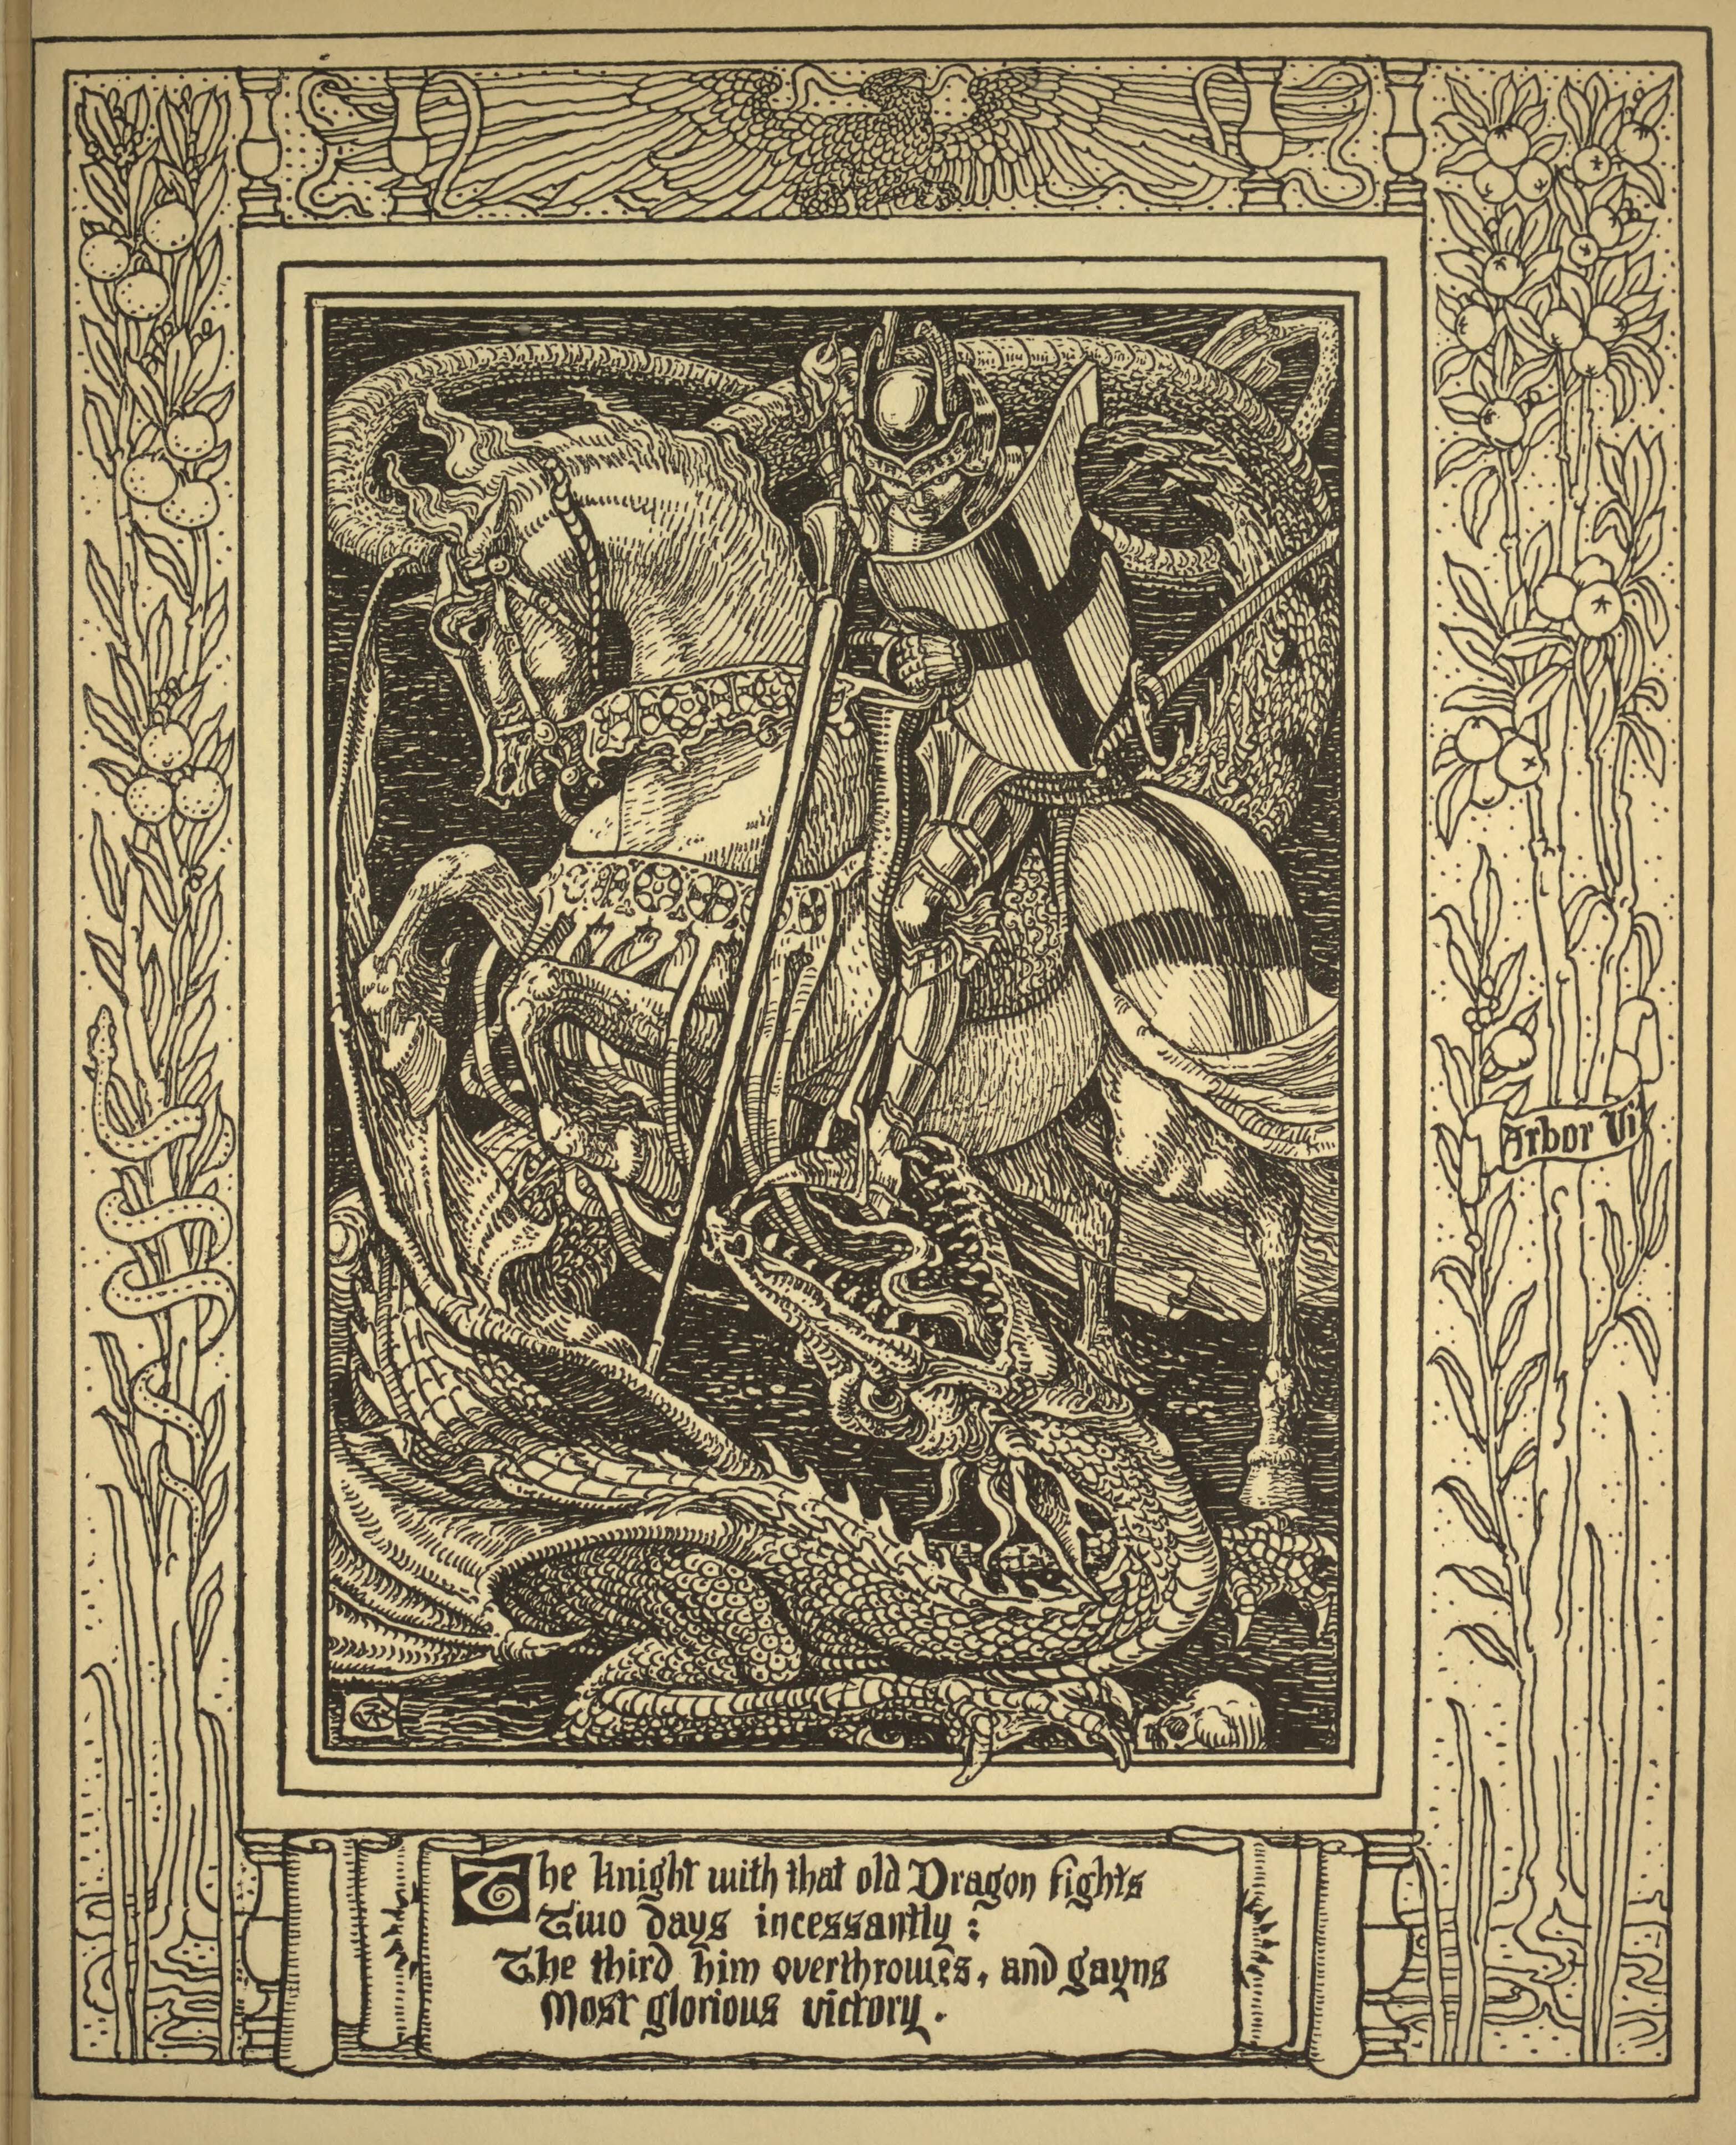 Arbor Vit
The knight with that old Dragon fights
Two days incessantly:
The third him overthrowes, and gayns
Most glorious victory.